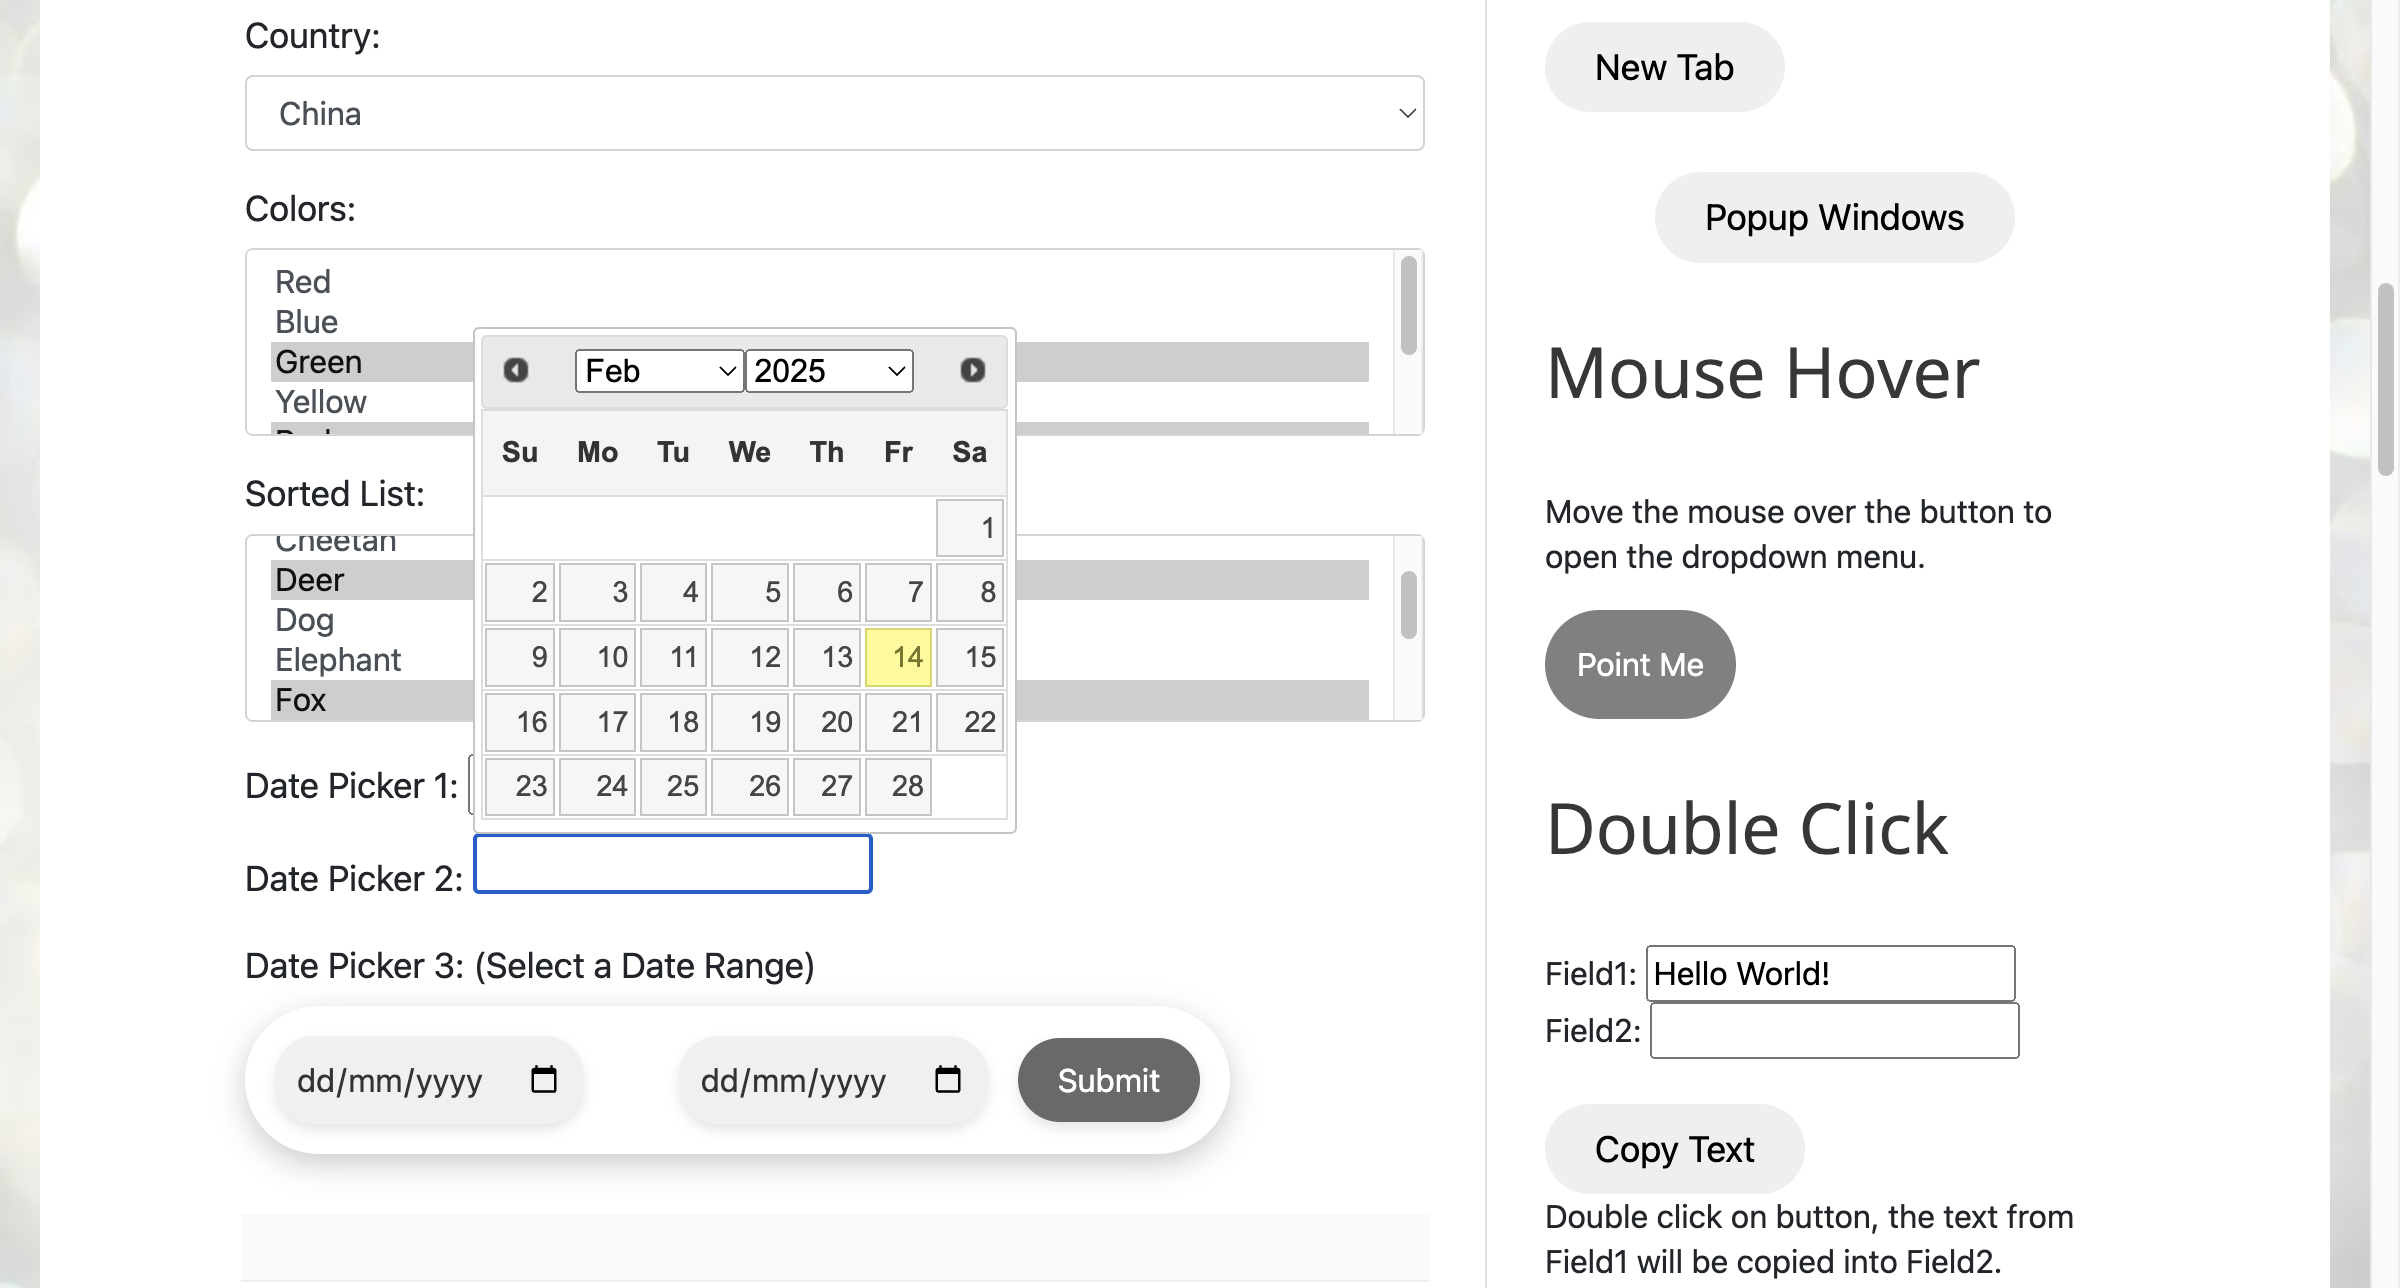 Country:
China
Colors:
Red
Blue
Green
Yellow
Sorted List:
Cheetah
Deer
Dog
Elephant
Fox
Feb 2025
Su Mo Tu We Th Fr Sa
1
2 3 4 5 6 7 8
9 10 11 12 13 14 15
16 17 18 19 20 21 22
23 24 25 26 27 28
Date Picker 1:
Date Picker 2:
Date Picker 3: (Select a Date Range)
dd/mm/yyyy dd/mm/yyyy Submit
New Tab
Popup Windows
Mouse Hover
Move the mouse over the button to
open the dropdown menu.
Point Me
Double Click
Field1: Hello World!
Field2:
Copy Text
Double click on button, the text from
Field1 will be copied into Field2.